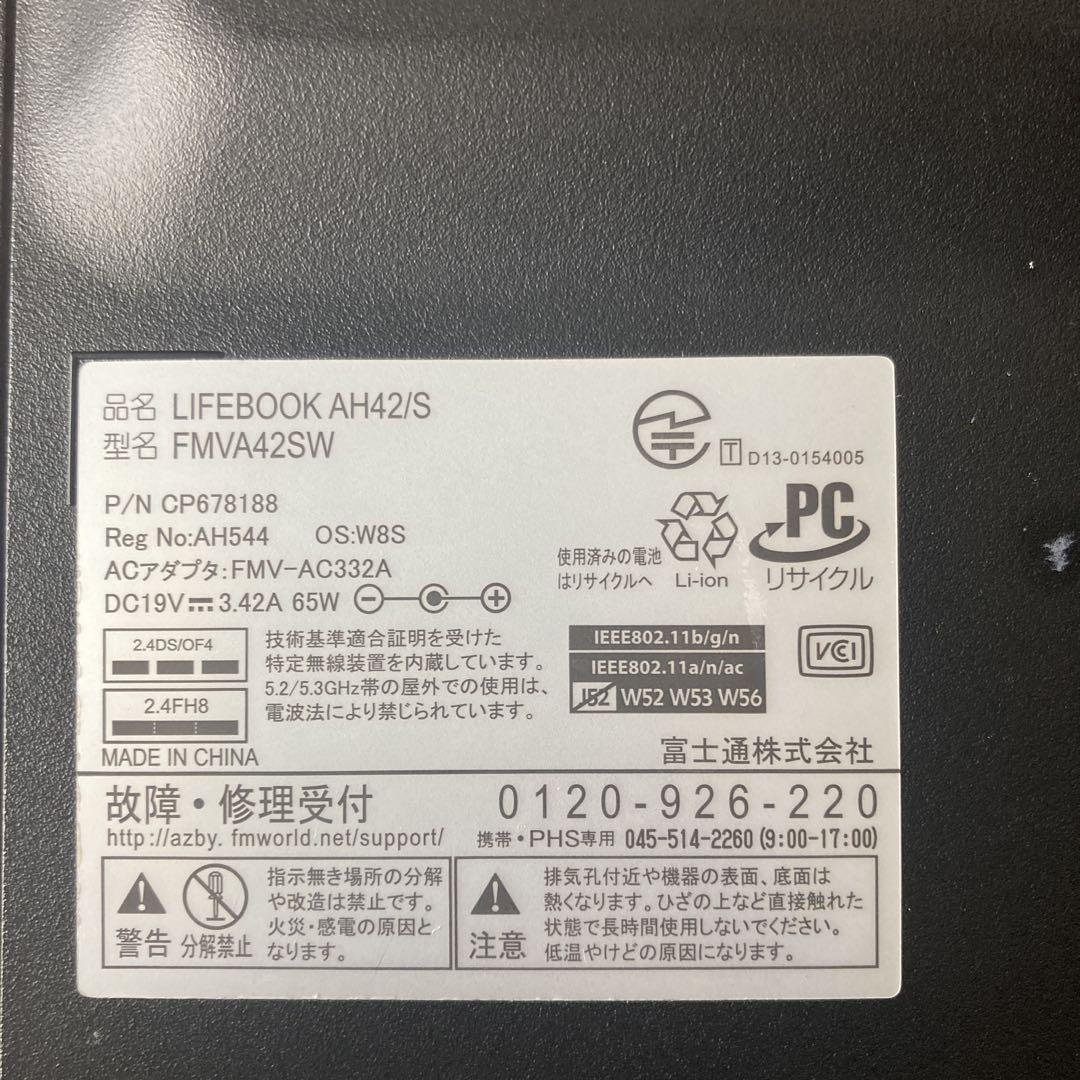 品名 LIFEBOOK AH42/S
型名 FMVA42SW
T D13-0154005
P/N CP678188
Reg No:AH544 OS:W8S
ACアダプタ:FMV-AC332A
DC19V⎓3.42A 65W
使用済みの電池
はリサイクルへ
Li-ion
PC
リサイクル
2.4DS/OF4
2.4FH8
技術基準適合証明を受けた
特定無線装置を内蔵しています。
5.2/5.3GHz帯の屋外での使用は、
電波法により禁じられています。
IEEE802.11b/g/n
IEEE802.11a/n/ac
J52 W52 W53 W56
VCI
MADE IN CHINA
富士通株式会社
故障・修理受付 0120-926-220
http://azby.fmworld.net/support/
携帯・PHS専用 045-514-2260 (9:00-17:00)
警告
分解禁止
指示無き場所の分解
や改造は禁止です。
火災・感電の原因と
なります。
注意
排気孔付近や機器の表面、底面は
熱くなります。ひざの上など直接触れた
状態で長時間使用しないでください。
低温やけどの原因になります。